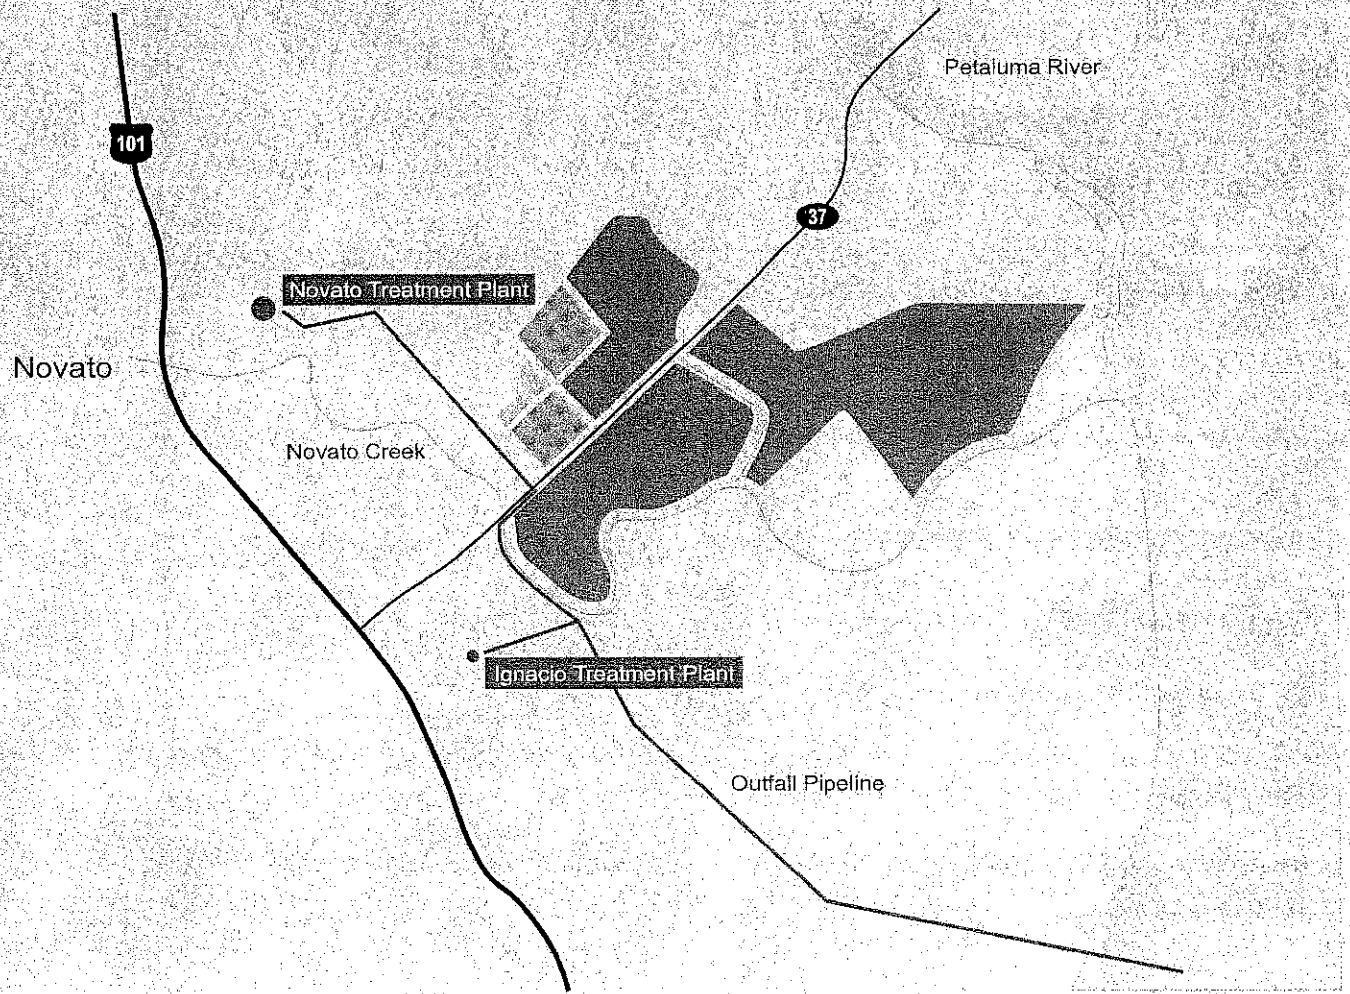 Petaluma River
101
37
Novato Treatment Plant
Novato
Novato Creek
Ignacio Treatment Plant
Outfall Pipeline